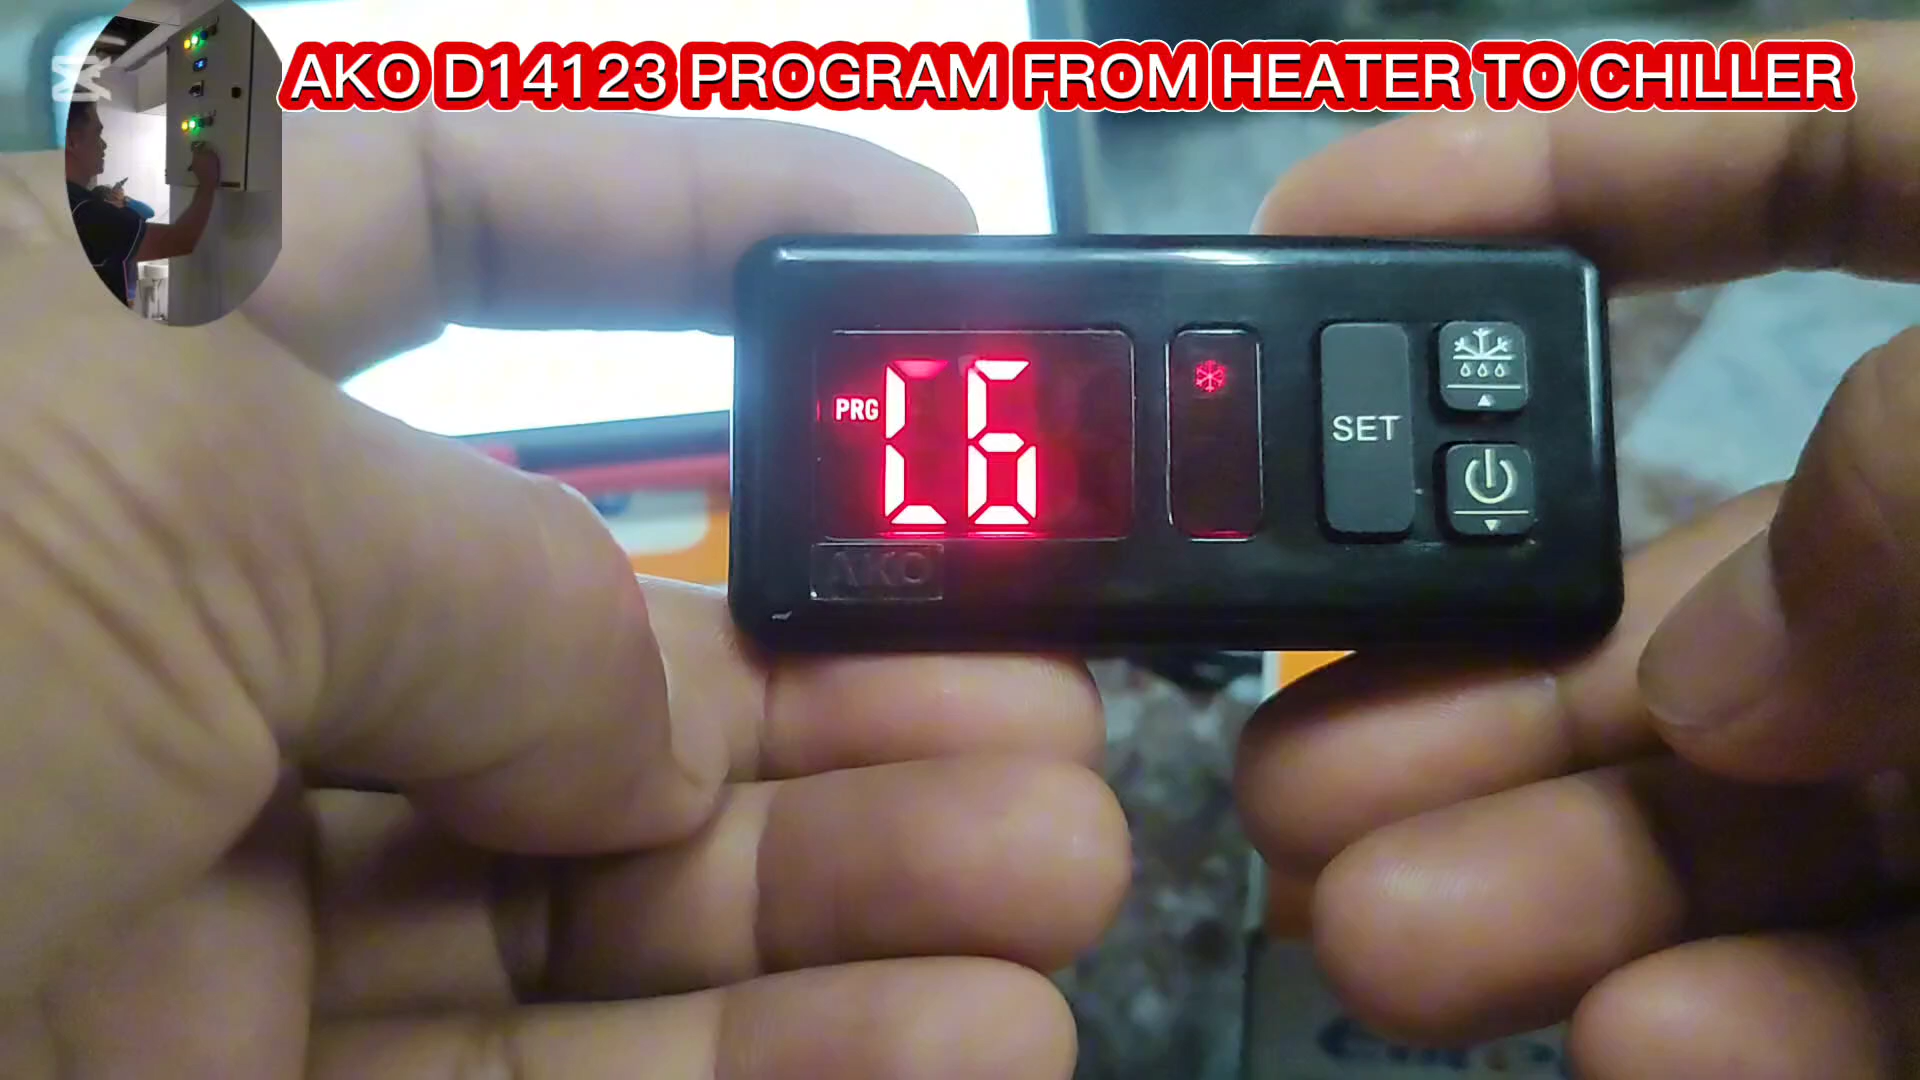 AKO D14123 PROGRAM FROM HEATER TO CHILLER
PRG C6
SET
AKO